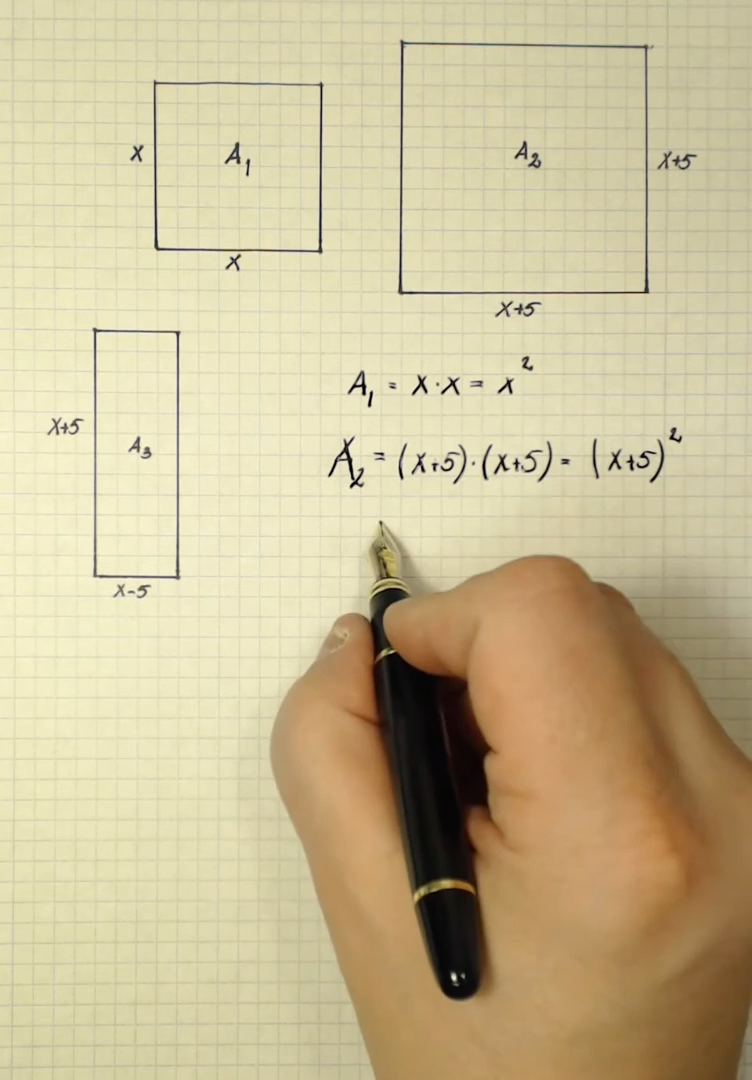 x
A₁
x
A₂
x+5
x+5
x+5
A₃
x-5
A₁ = x·x = x²
A₂ = (x+5)·(x+5) = (x+5)²